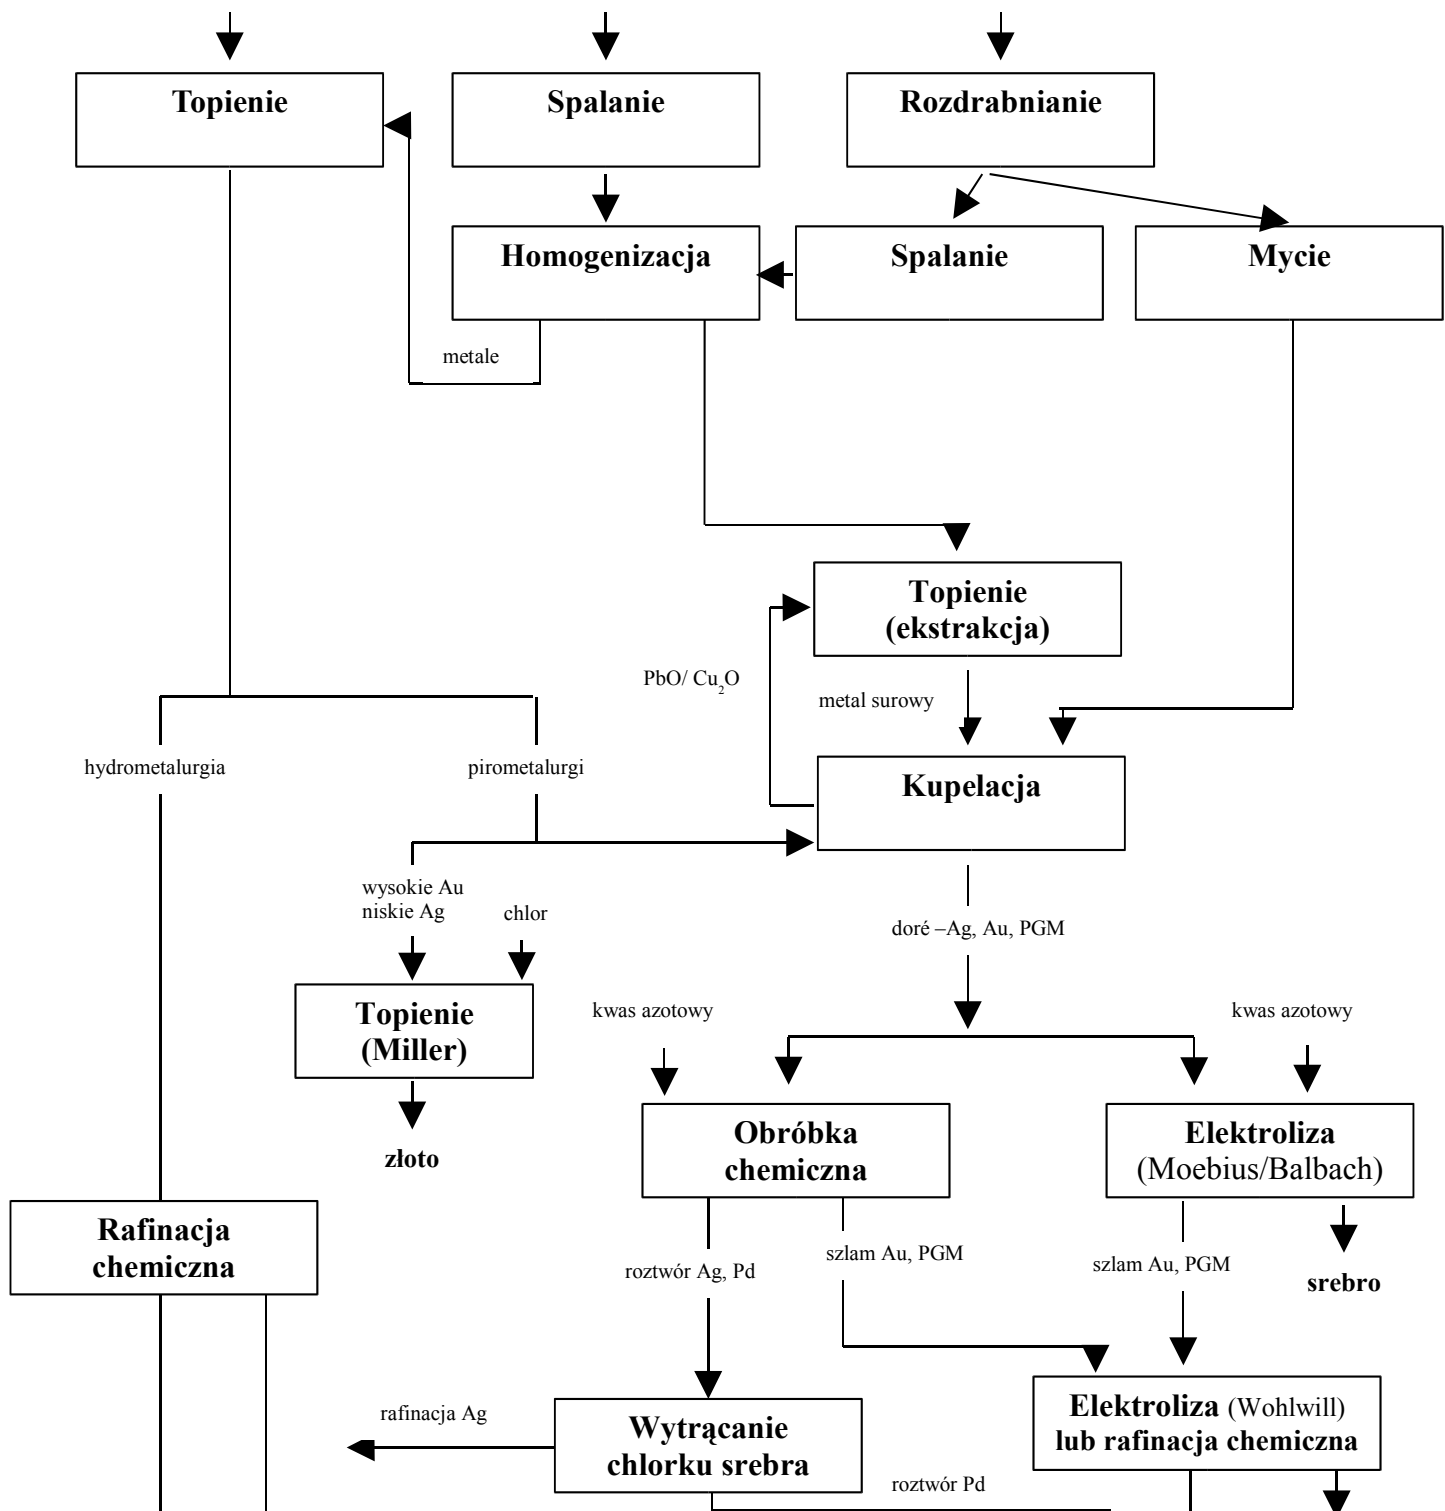 Topienie
Spalanie
Rozdrabnianie
Homogenizacja
Spalanie
Mycie
metale
Topienie
(ekstrakcja)
PbO/ Cu₂O
metal surowy
hydrometalurgia
pirometalurgi
Kupelacja
wysokie Au
niskie Ag
chlor
doré –Ag, Au, PGM
Topienie
(Miller)
kwas azotowy
kwas azotowy
złoto
Obróbka
chemiczna
Elektroliza
(Moebius/Balbach)
Rafinacja
chemiczna
roztwór Ag, Pd
szlam Au, PGM
szlam Au, PGM
srebro
rafinacja Ag
Wytrącanie
chlorku srebra
Elektroliza (Wohlwill)
lub rafinacja chemiczna
roztwór Pd